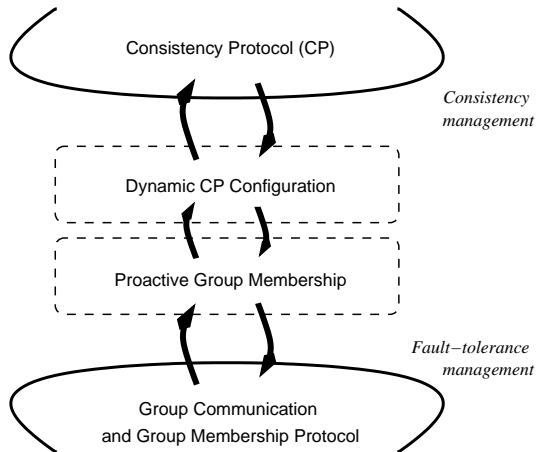 Consistency Protocol (CP)
Consistency
management
Dynamic CP Configuration
Proactive Group Membership
Fault−tolerance
management
Group Communication
and Group Membership Protocol